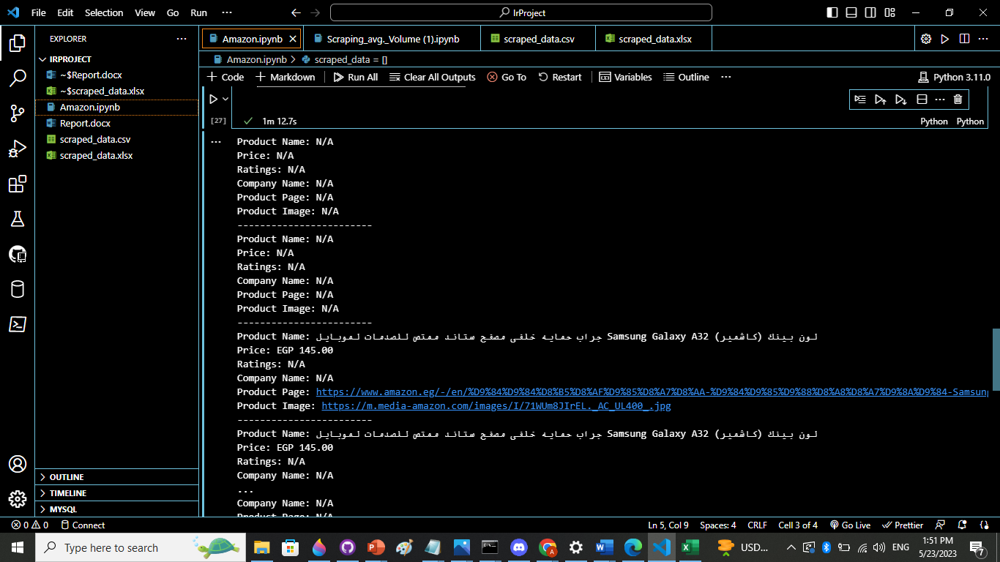 File Edit Selection View Go Run ··· IrProject
EXPLORER ···
IRPROJECT
~$Report.docx
~$scraped_data.xlsx
Amazon.ipynb
Report.docx
scraped_data.csv
scraped_data.xlsx
OUTLINE
TIMELINE
MYSQL
Amazon.ipynb Scraping_avg._Volume (1).ipynb scraped_data.csv scraped_data.xlsx ···
Amazon.ipynb > scraped_data = []
+ Code + Markdown Run All Clear All Outputs Go To Restart Variables Outline ··· Python 3.11.0
[27] 1m 12.7s Python Python
Product Name: N/A
Price: N/A
Ratings: N/A
Company Name: N/A
Product Page: N/A
Product Image: N/A
------------------------
Product Name: N/A
Price: N/A
Ratings: N/A
Company Name: N/A
Product Page: N/A
Product Image: N/A
------------------------
Product Name: جراب حمايه خلفى مصفح ستاند ممتص للصدمات لموبايل Samsung Galaxy A32 لون بينك (كاشمير)
Price: EGP 145.00
Ratings: N/A
Company Name: N/A
Product Page: https://www.amazon.eg/-/en/%D9%84%D9%84%D8%B5%D8%AF%D9%85%D8%A7%D8%AA-%D9%84%D9%85%D9%88%D8%A8%D8%A7%D9%8A%D9%84-Samsung
Product Image: https://m.media-amazon.com/images/I/71WUm8JIrEL._AC_UL400_.jpg
------------------------
Product Name: جراب حمايه خلفى مصفح ستاند ممتص للصدمات لموبايل Samsung Galaxy A32 لون بينك (كاشمير)
Price: EGP 145.00
Ratings: N/A
Company Name: N/A
...
Company Name: N/A
Product Page: N/A
0 0 Connect Ln 5, Col 9 Spaces: 4 CRLF Cell 3 of 4 Go Live Prettier
Type here to search USD... ENG 1:51 PM
5/23/2023 7